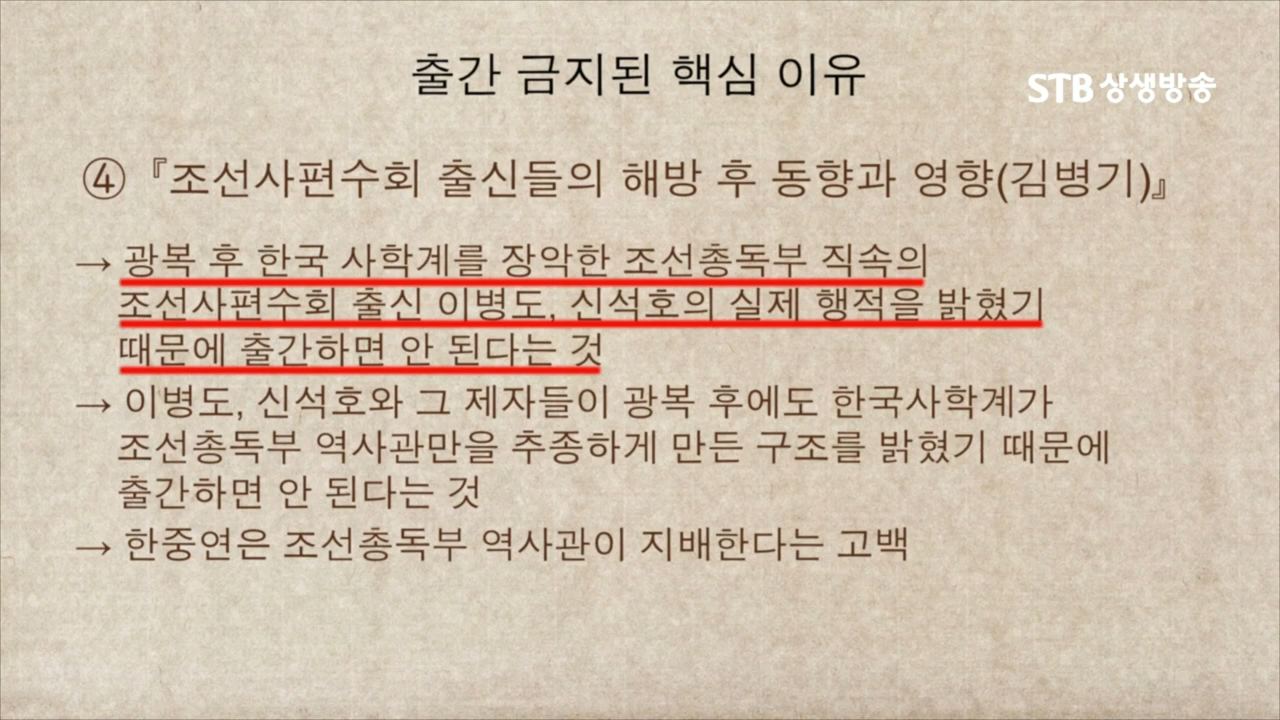 출간 금지된 핵심 이유
STB 상생방송
④『조선사편수회 출신들의 해방 후 동향과 영향(김병기)』
→ 광복 후 한국 사학계를 장악한 조선총독부 직속의
조선사편수회 출신 이병도, 신석호의 실제 행적을 밝혔기
때문에 출간하면 안 된다는 것
→ 이병도, 신석호와 그 제자들이 광복 후에도 한국사학계가
조선총독부 역사관만을 추종하게 만든 구조를 밝혔기 때문에
출간하면 안 된다는 것
→ 한중연은 조선총독부 역사관이 지배한다는 고백